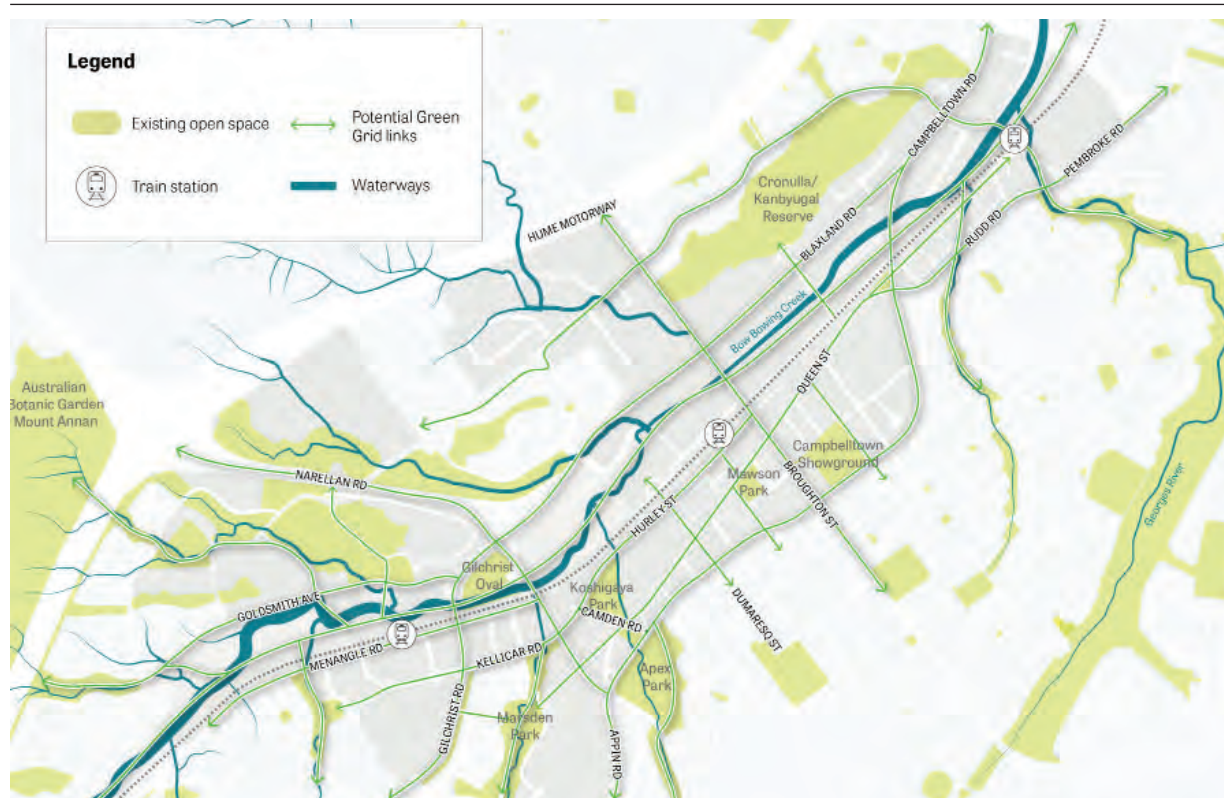 Legend
Existing open space
Potential Green
Grid links
Train station
Waterways
CAMPBELLTOWN RD
PEMBROKE RD
Cronulla/
Kanbyugal
Reserve
HUME MOTORWAY
BLAXLAND RD
RUDD RD
Bow Bowing Creek
QUEEN ST
Australian
Botanic Garden
Mount Annan
Campbelltown
Showground
NARELLAN RD
Mawson
Park
BROUGHTON ST
HURLEY ST
Georges River
Gilchrist
Oval
Koshigaya
Park
GOLDSMITH AVE
CAMDEN RD
DUMARESQ ST
MENANGLE RD
KELLICAR RD
Apex
Park
GILCHRIST RD
Marsden
Park
APPIN RD